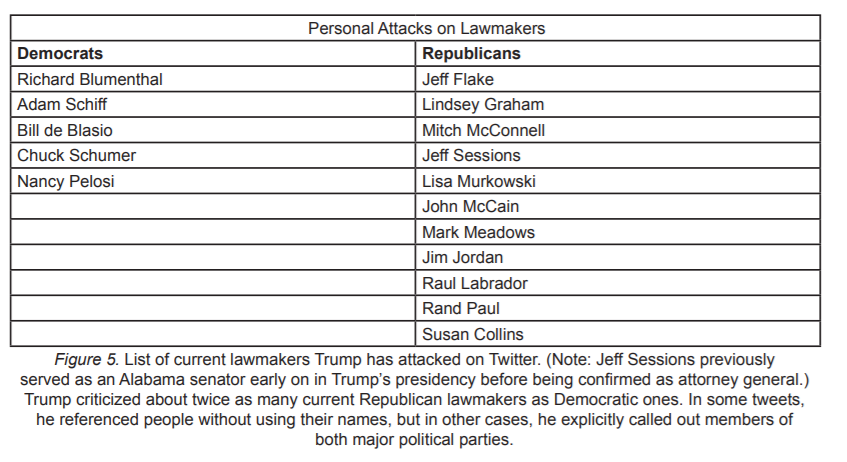 Personal Attacks on Lawmakers
Democrats Republicans
Richard Blumenthal Jeff Flake
Adam Schiff Lindsey Graham
Bill de Blasio Mitch McConnell
Chuck Schumer Jeff Sessions
Nancy Pelosi Lisa Murkowski
John McCain
Mark Meadows
Jim Jordan
Raul Labrador
Rand Paul
Susan Collins
Figure 5. List of current lawmakers Trump has attacked on Twitter. (Note: Jeff Sessions previously
served as an Alabama senator early on in Trump's presidency before being confirmed as attorney general.)
Trump criticized about twice as many current Republican lawmakers as Democratic ones. In some tweets,
he referenced people without using their names, but in other cases, he explicitly called out members of
both major political parties.